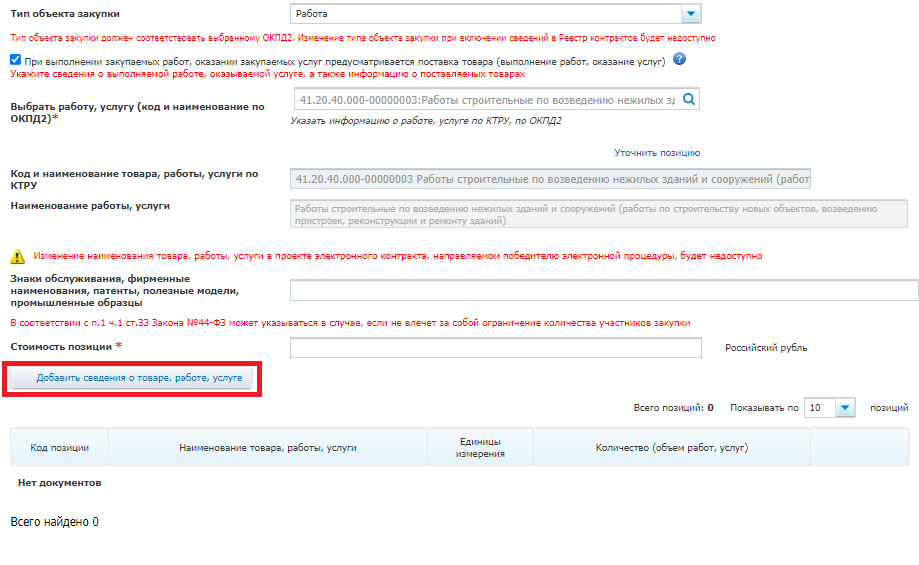 Тип объекта закупки
Работа
Тип объекта закупки должен соответствовать выбранному ОКПД2. Изменение типа объекта закупки при включении сведений в Реестр контрактов будет недоступно
При выполнении закупаемых работ, оказании закупаемых услуг предусматривается поставка товара (выполнение работ, оказание услуг) ?
Укажите сведения о выполняемой работе, оказываемой услуге, а также информацию о поставляемых товарах
Выбрать работу, услугу (код и наименование по
ОКПД2)*
41.20.40.000-00000003:Работы строительные по возведению нежилых зд
Указать информацию о работе, услуге по КТРУ, по ОКПД2
Уточнить позицию
Код и наименование товара, работы, услуги по
КТРУ
41.20.40.000-00000003 Работы строительные по возведению нежилых зданий и сооружений (работ
Наименование работы, услуги
Работы строительные по возведению нежилых зданий и сооружений (работы по строительству новых объектов, возведению
пристроек, реконструкции и ремонту зданий)
Изменение наименования товара, работы, услуги в проекте электронного контракта, направляемом победителю электронной процедуры, будет недоступно
Знаки обслуживания, фирменные
наименования, патенты, полезные модели,
промышленные образцы
В соответствии с п.1 ч.1 ст.33 Закона №44-ФЗ может указываться в случае, если не влечет за собой ограничение количества участников закупки
Стоимость позиции *
Российский рубль
Добавить сведения о товаре, работе, услуге
Всего позиций: 0 Показывать по 10 позиций
Код позиции
Наименование товара, работы, услуги
Единицы
измерения
Количество (объем работ, услуг)
Нет документов
Всего найдено 0